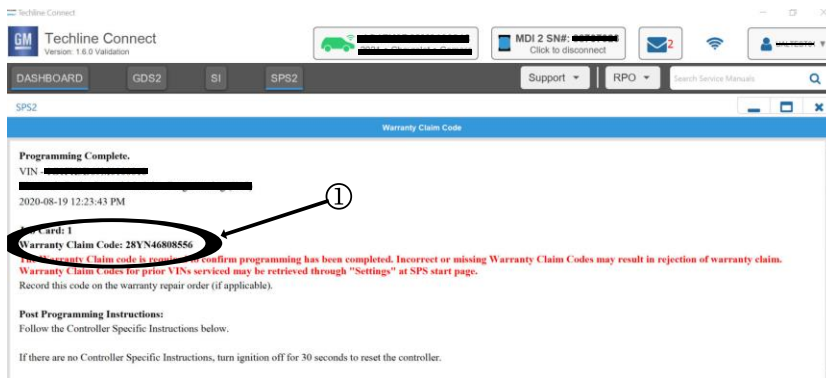 Techline Connect
GM
Techline Connect
Version: 1.6.0 Validation
MDI 2 SN#:
Click to disconnect
2
DASHBOARD
GDS2
SI
SPS2
Support
RPO
Search Service Manuals
SPS2
Warranty Claim Code
Programming Complete.
VIN -
2020-08-19 12:23:43 PM
1
Card: 1
Warranty Claim Code: 28YN46808556
The Warranty Claim code is required to confirm programming has been completed. Incorrect or missing Warranty Claim Codes may result in rejection of warranty claim.
Warranty Claim Codes for prior VINs serviced may be retrieved through "Settings" at SPS start page.
Record this code on the warranty repair order (if applicable).
Post Programming Instructions:
Follow the Controller Specific Instructions below.
If there are no Controller Specific Instructions, turn ignition off for 30 seconds to reset the controller.